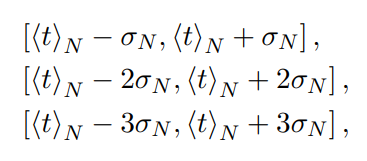 [⟨t⟩_N − σ_N, ⟨t⟩_N + σ_N] ,
[⟨t⟩_N − 2σ_N, ⟨t⟩_N + 2σ_N] ,
[⟨t⟩_N − 3σ_N, ⟨t⟩_N + 3σ_N] ,